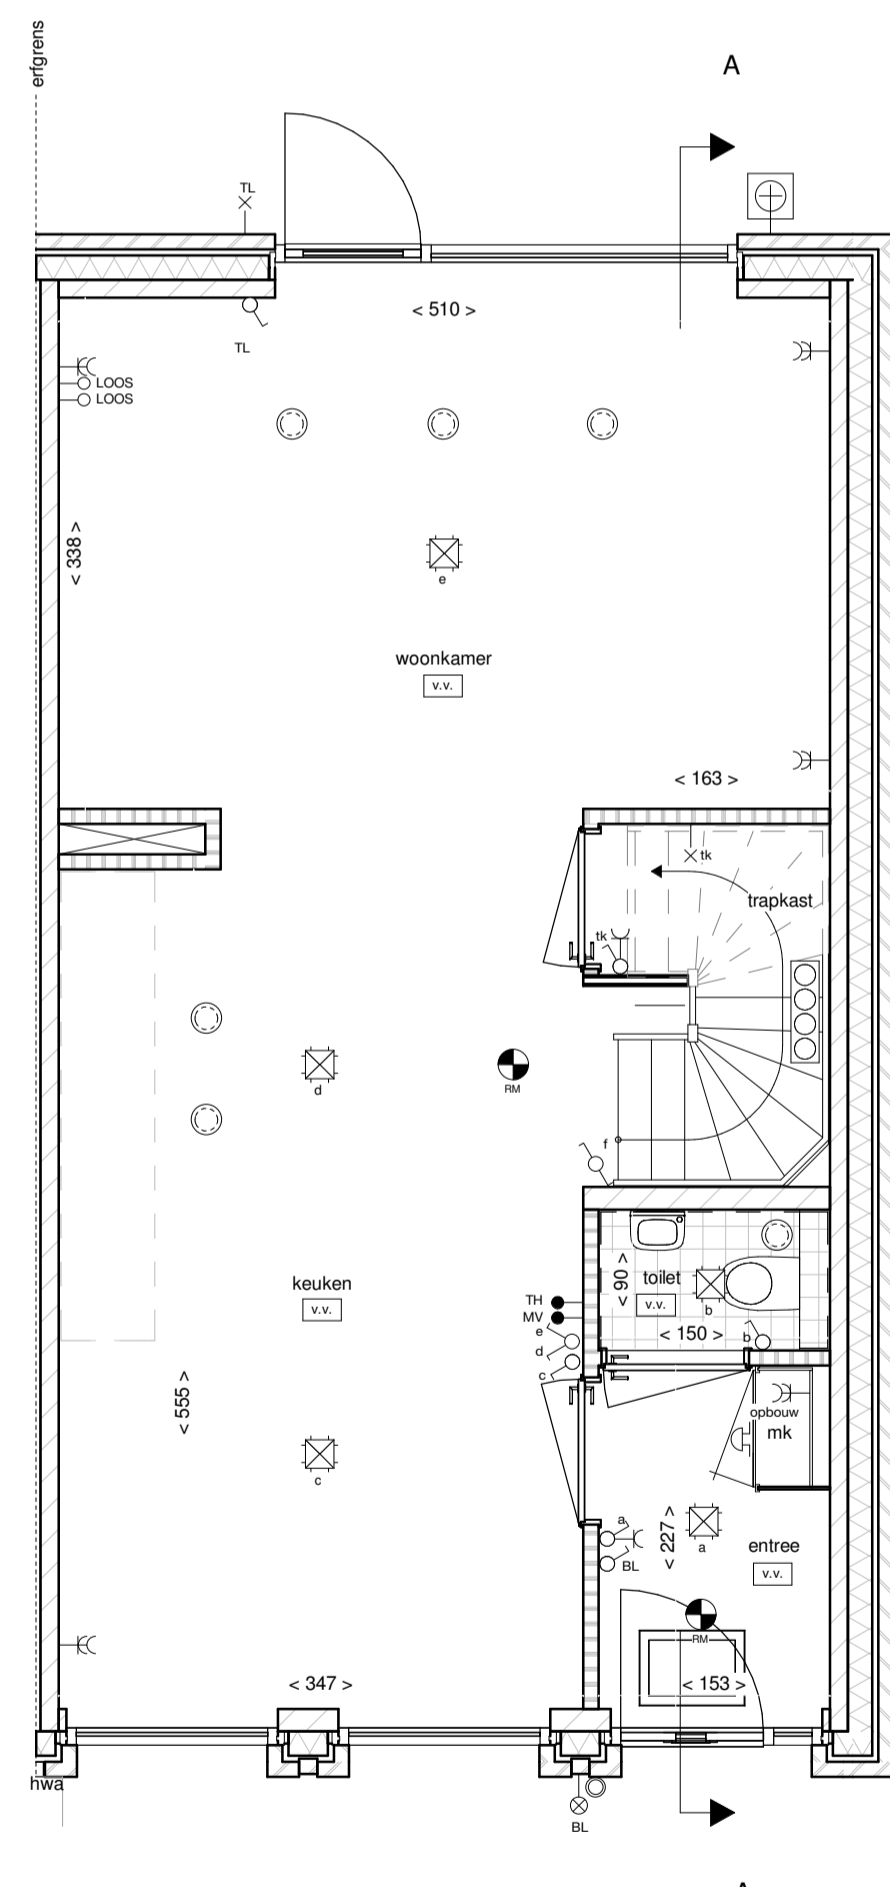 erfgrens
A
TL
< 510 >
TL
LOOS
LOOS
< 338 >
e
woonkamer
v.v.
< 163 >
tk
trapkast
tk
d
RM
f
keuken
v.v.
TH
MV
e
d
c
< 90 >
toilet
v.v.
b
< 150 >
b
opbouw
mk
< 555 >
c
a
BL
< 227 >
a
entree
v.v.
RM
< 347 >
< 153 >
hwa
BL
A